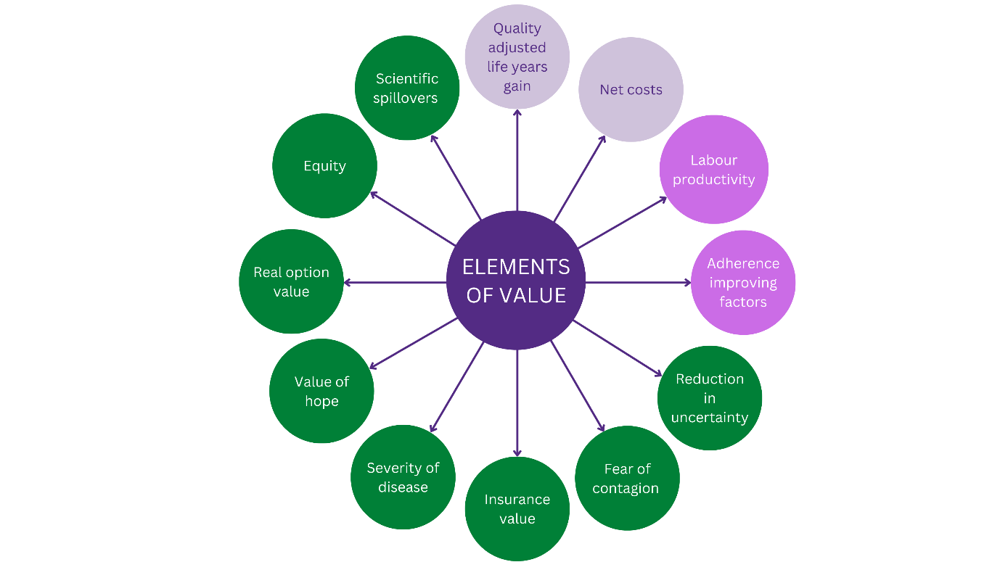 Quality
adjusted
life years
gain
Net costs
Labour
productivity
Adherence
improving
factors
Reduction
in
uncertainty
Fear of
contagion
Insurance
value
Severity of
disease
Value of
hope
Real option
value
Equity
Scientific
spillovers
ELEMENTS
OF VALUE